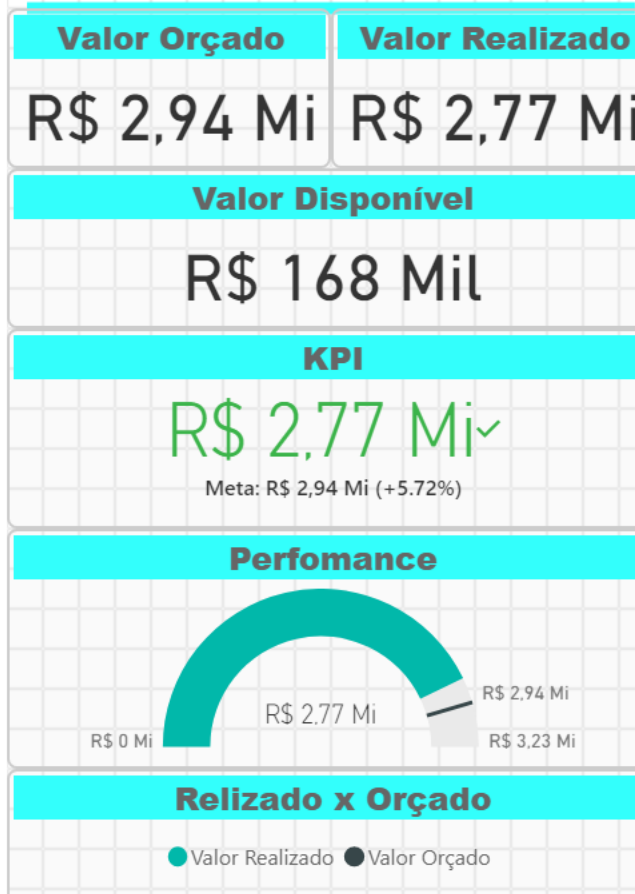 Valor Orçado
Valor Realizado
R$ 2,94 Mi
R$ 2,77 Mi
Valor Disponível
R$ 168 Mil
KPI
R$ 2,77 Mi✓
Meta: R$ 2,94 Mi (+5.72%)
Perfomance
R$ 2,94 Mi
R$ 2,77 Mi
R$ 0 Mi
R$ 3,23 Mi
Relizado x Orçado
Valor Realizado
Valor Orçado